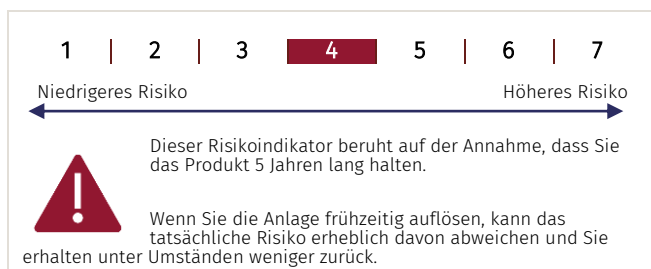 1 | 2 | 3 | 4 | 5 | 6 | 7
Niedrigeres Risiko Höheres Risiko
Dieser Risikoindikator beruht auf der Annahme, dass Sie
das Produkt 5 Jahren lang halten.
Wenn Sie die Anlage frühzeitig auflösen, kann das
tatsächliche Risiko erheblich davon abweichen und Sie
erhalten unter Umständen weniger zurück.